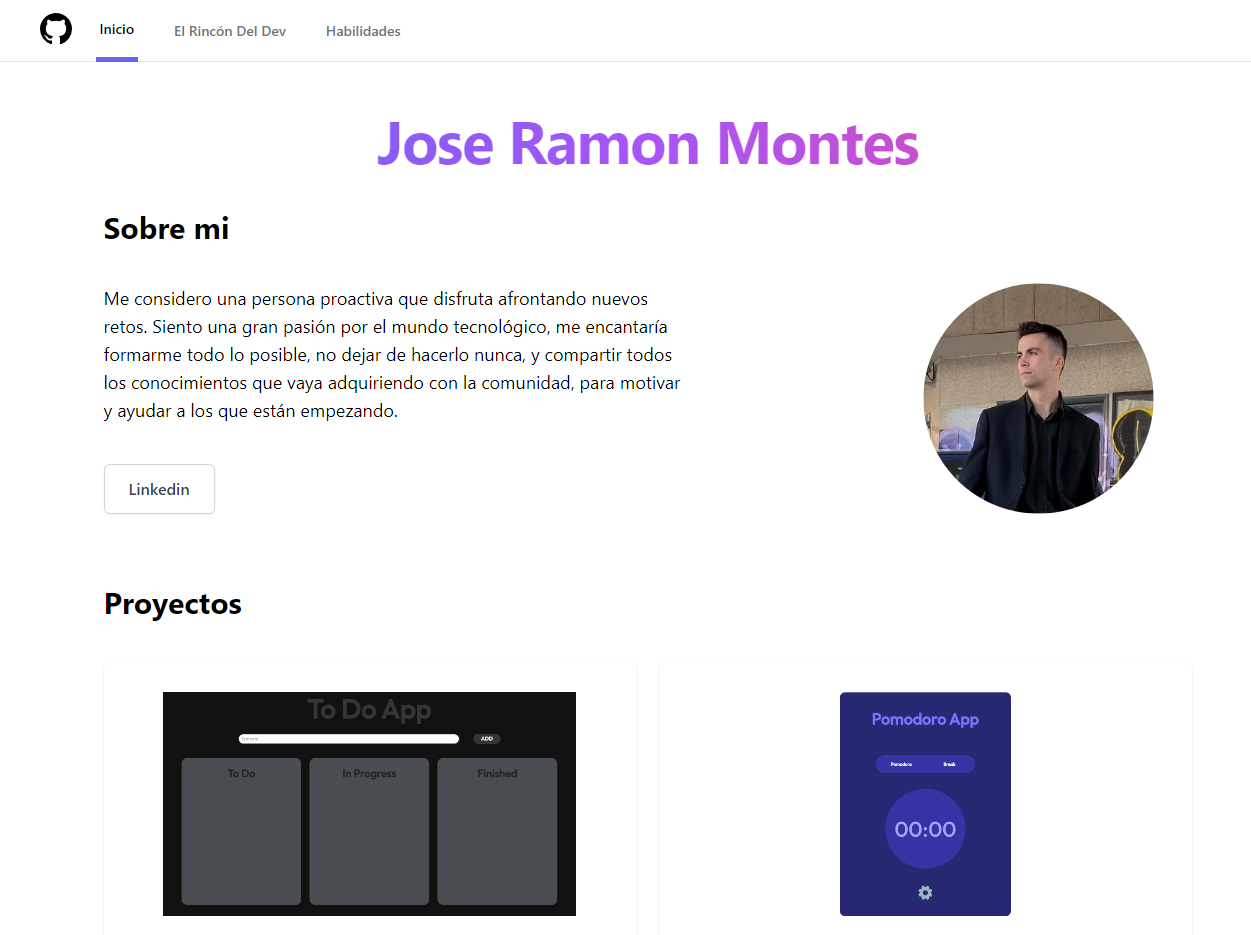 Inicio El Rincón Del Dev Habilidades
Jose Ramon Montes
Sobre mi
Me considero una persona proactiva que disfruta afrontando nuevos
retos. Siento una gran pasión por el mundo tecnológico, me encantaría
formarme todo lo posible, no dejar de hacerlo nunca, y compartir todos
los conocimientos que vaya adquiriendo con la comunidad, para motivar
y ayudar a los que están empezando.
Linkedin
Proyectos
To Do App
ADD
To Do In Progress Finished
Pomodoro App
Pomodoro Break
00:00